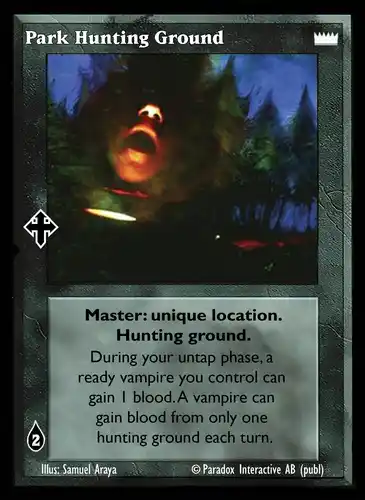 Park Hunting Ground
Master: unique location.
Hunting ground.
During your untap phase, a
ready vampire you control can
gain 1 blood. A vampire can
gain blood from only one
hunting ground each turn.
2
Illus: Samuel Araya © Paradox Interactive AB (publ)